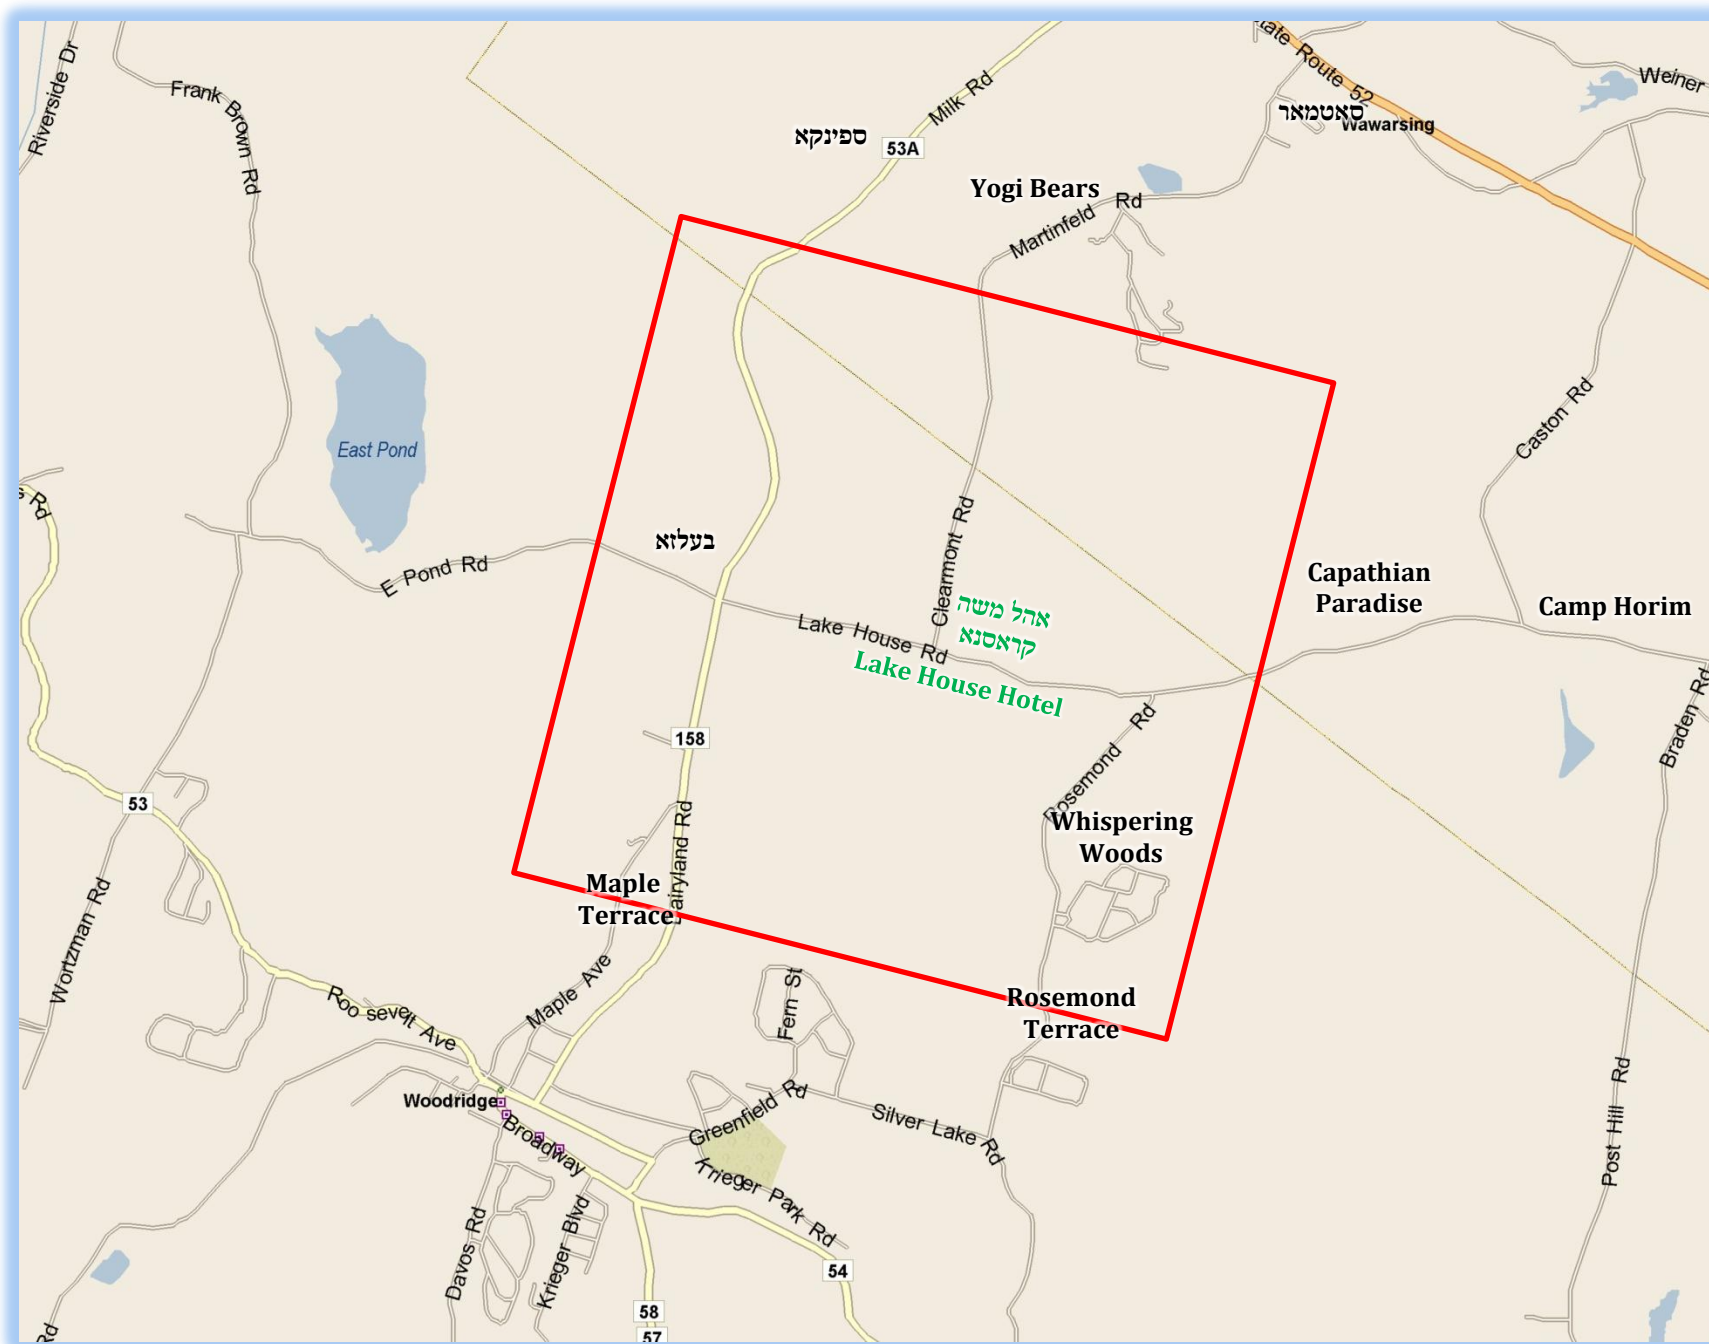 Riverside Dr
Frank Brown Rd
Milk Rd
53A
ספינקא
tate Route 52
סאטמאר
Wawarsing
Weiner
Yogi Bears
Martinfeld Rd
East Pond
Caston Rd
s Rd
E Pond Rd
בעלזא
Clearmont Rd
Lake House Rd
אהל משה
קראסנא
Lake House Hotel
Capathian
Paradise
Camp Horim
Braden Rd
158
Rosemond Rd
53
Whispering
Woods
Fairyland Rd
Maple
Terrace
Wortzman Rd
Roosevelt Ave
Maple Ave
Fern St
Rosemond
Terrace
Woodridge
Broadway
Greenfield Rd
Silver Lake Rd
Krieger Park Rd
Post Hill Rd
Davos Rd
Krieger Blvd
54
58
57
Rd